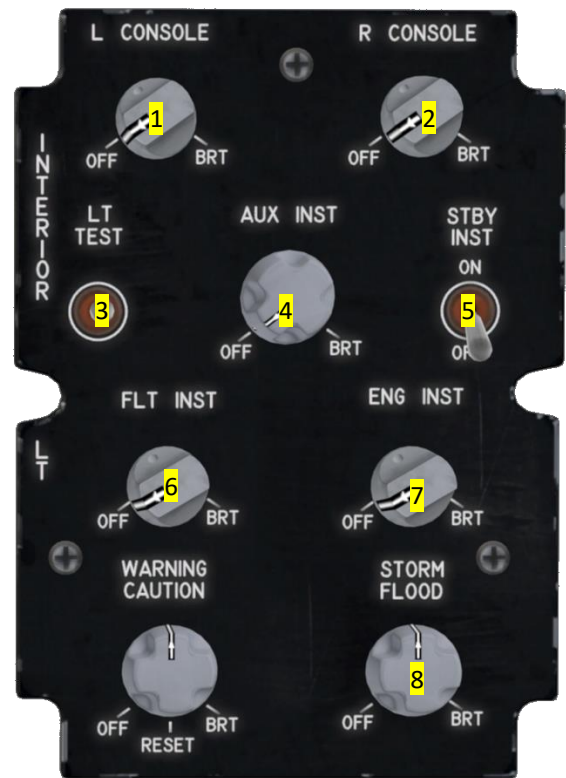 L CONSOLE
R CONSOLE
1
2
OFF
BRT
OFF
BRT
INTERIOR
LT
TEST
AUX INST
STBY
INST
ON
3
4
5
OFF
BRT
OFF
FLT INST
ENG INST
LT
6
7
OFF
BRT
OFF
BRT
WARNING
CAUTION
STORM
FLOOD
8
OFF
BRT
RESET
OFF
BRT